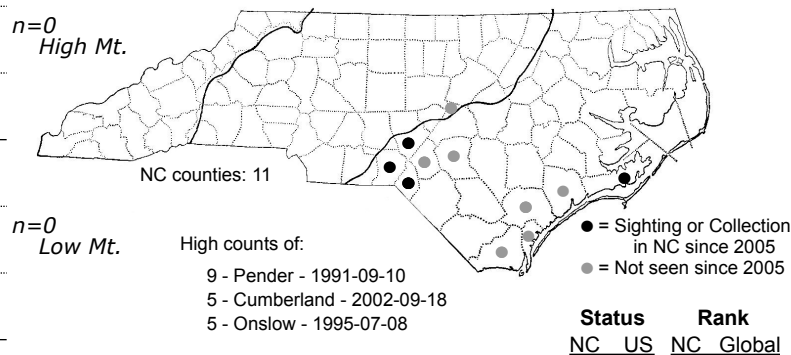 n=0
High Mt.
NC counties: 11
n=0
Low Mt.
High counts of:
9 - Pender - 1991-09-10
5 - Cumberland - 2002-09-18
5 - Onslow - 1995-07-08
= Sighting or Collection
in NC since 2005
= Not seen since 2005
Status Rank
NC US NC Global